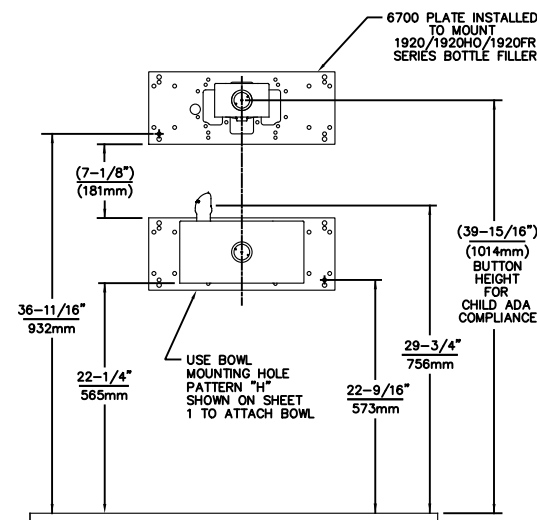 6700 PLATE INSTALLED
TO MOUNT
1920/1920HO/1920FR
SERIES BOTTLE FILLER
(7-1/8")
(181mm)
(39-15/16")
(1014mm)
BUTTON
HEIGHT
FOR
CHILD ADA
COMPLIANCE
36-11/16"
932mm
29-3/4"
756mm
22-1/4"
565mm
USE BOWL
MOUNTING HOLE
PATTERN "H"
SHOWN ON SHEET
1 TO ATTACH BOWL
22-9/16"
573mm